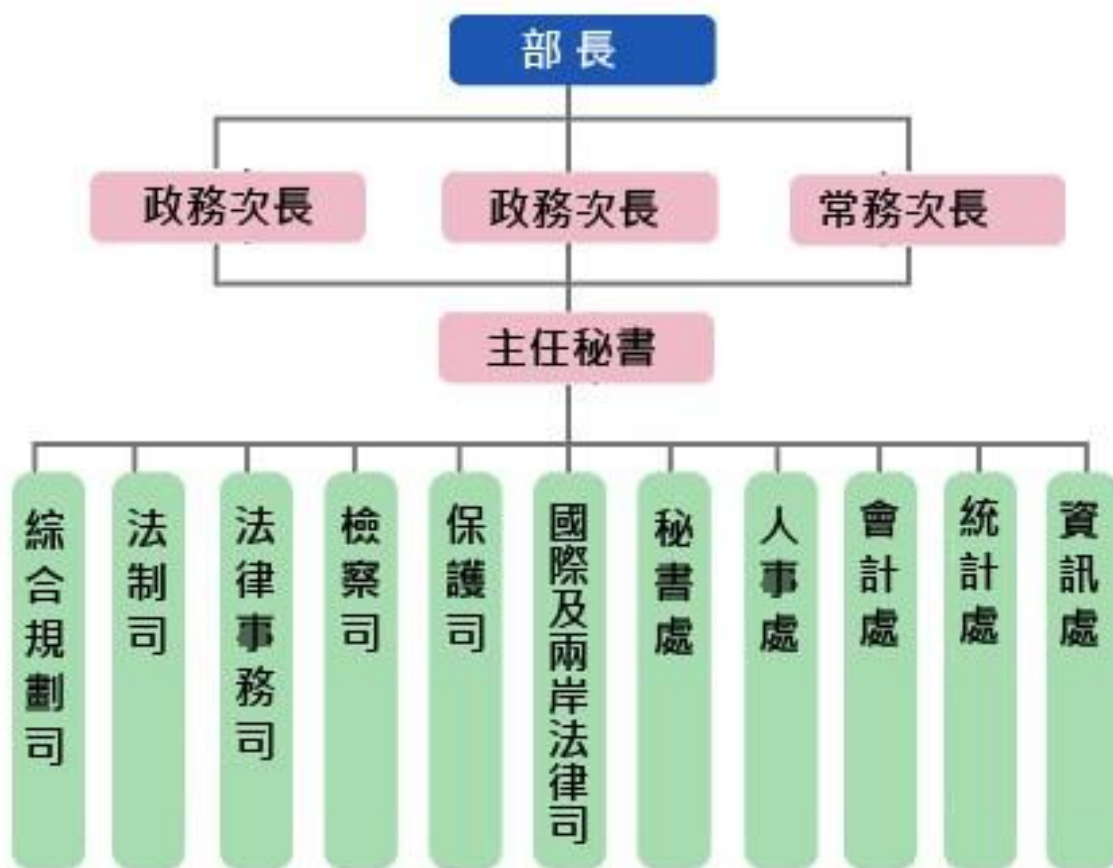 部長
政務次長
政務次長
常務次長
主任秘書
綜合規劃司
法制司
法律事務司
檢察司
保護司
國際及兩岸法律司
秘書處
人事處
會計處
統計處
資訊處